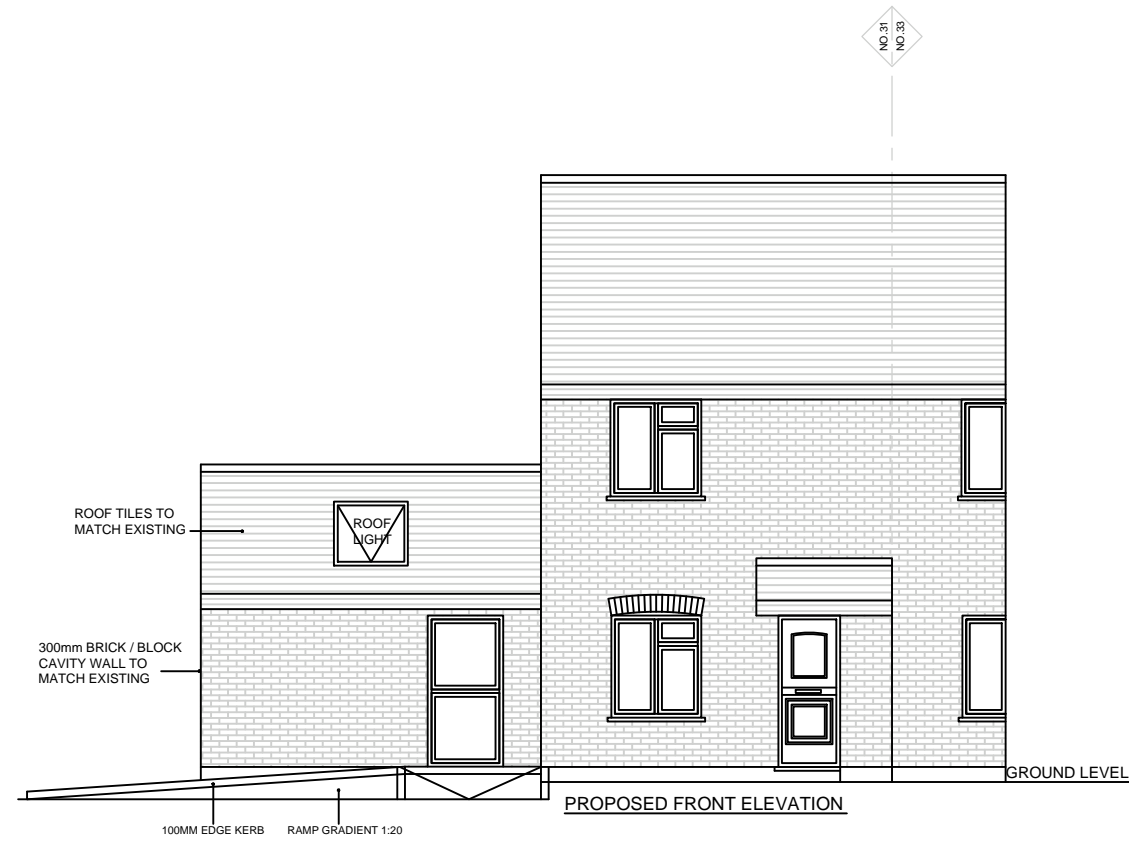 NO.31
NO.33
ROOF TILES TO
MATCH EXISTING
ROOF
LIGHT
300mm BRICK / BLOCK
CAVITY WALL TO
MATCH EXISTING
GROUND LEVEL
PROPOSED FRONT ELEVATION
100MM EDGE KERB
RAMP GRADIENT 1:20